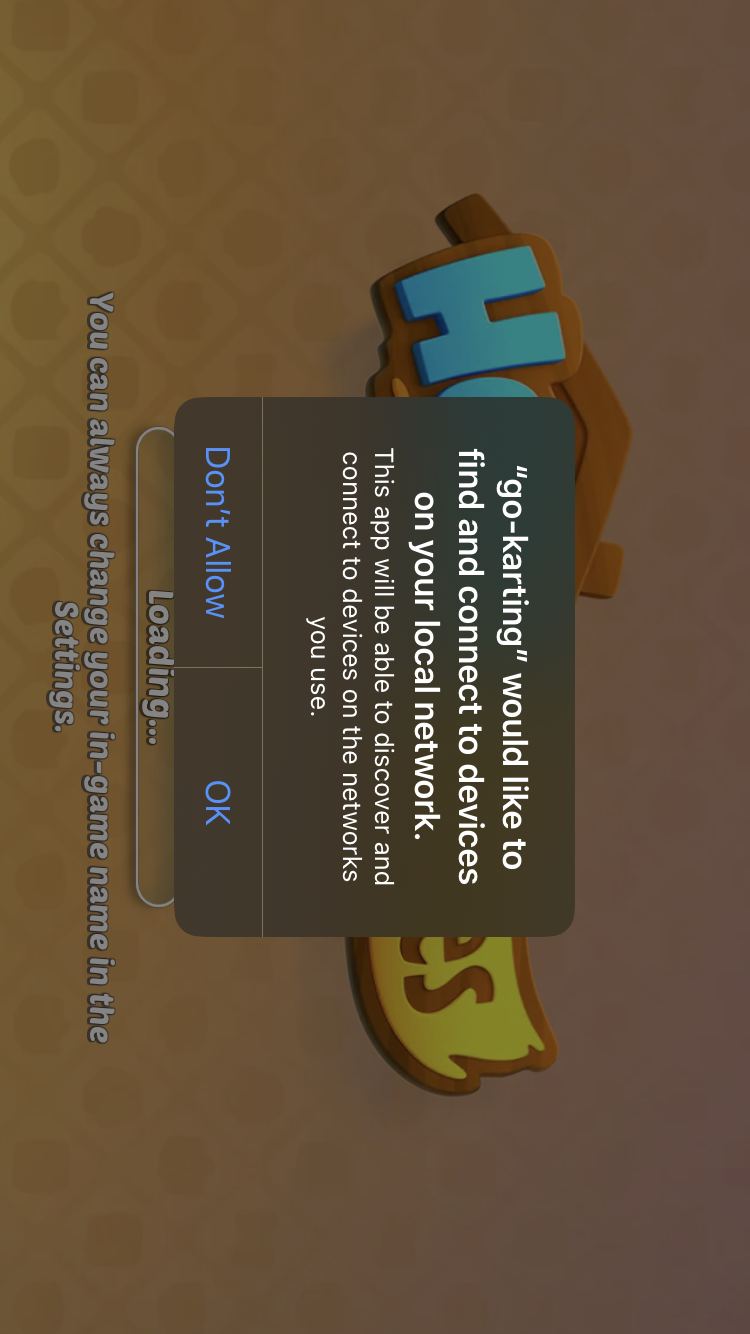 H
"go-karting" would like to
find and connect to devices
on your local network.
This app will be able to discover and
connect to devices on the networks
you use.
Don't Allow
OK
es
Loading...
You can always change your in-game name in the
Settings.